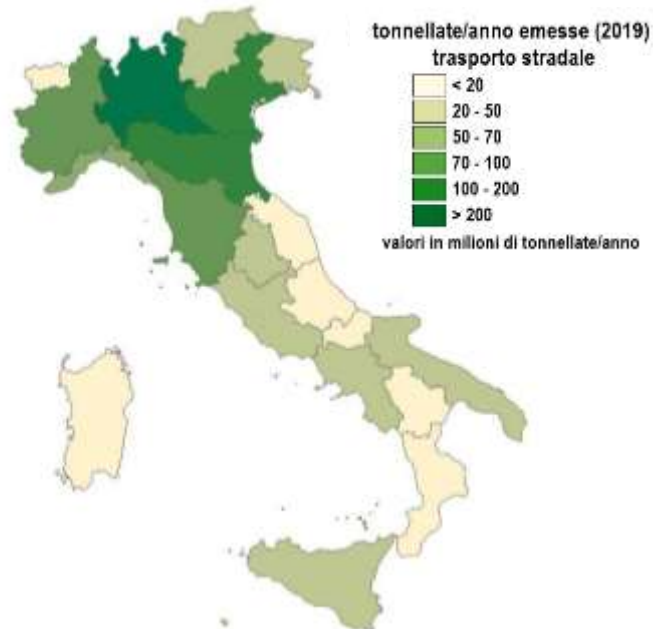 tonnellate/anno emesse (2019)
trasporto stradale
< 20
20 - 50
50 - 70
70 - 100
100 - 200
> 200
valori in milioni di tonnellate/anno